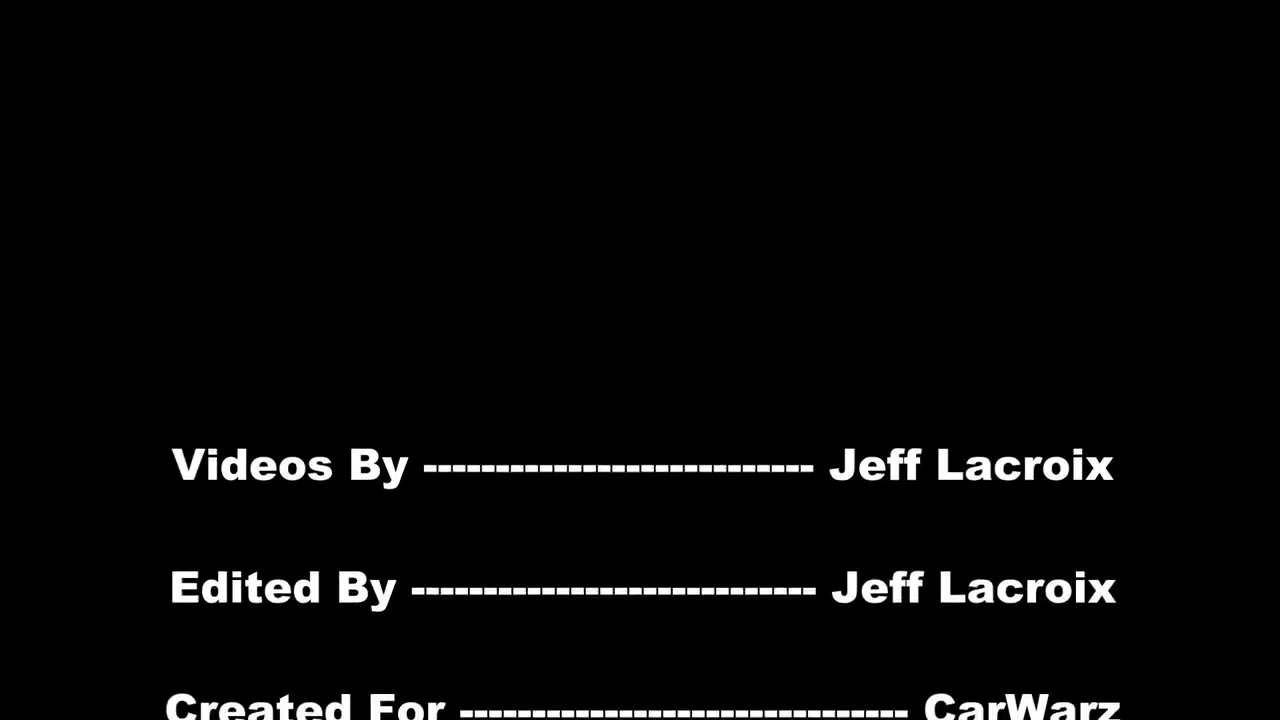 Videos By --------------------------- Jeff Lacroix
Edited By ---------------------------- Jeff Lacroix
Created For ------------------------------- CarWarz